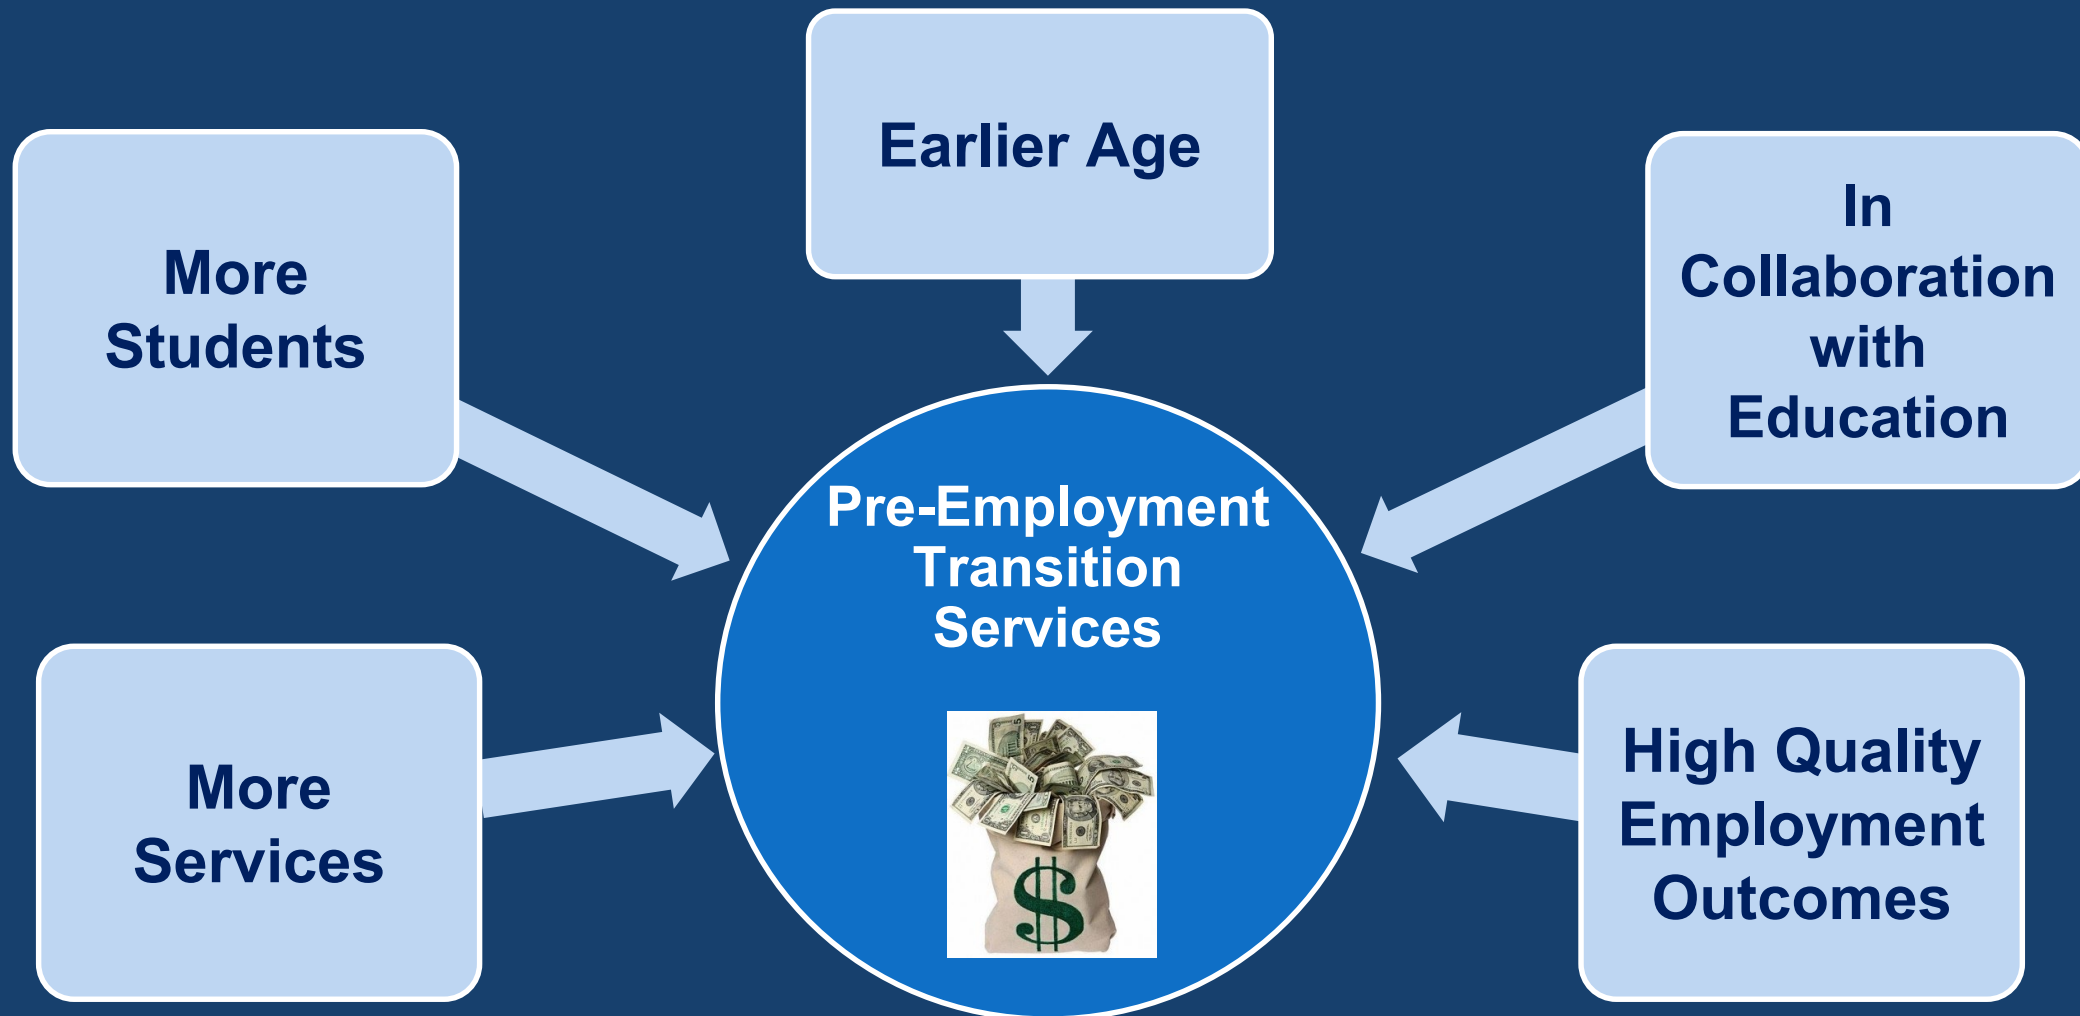 Earlier Age
More
Students
In
Collaboration
with
Education
Pre-Employment
Transition
Services
$
More
Services
High Quality
Employment
Outcomes